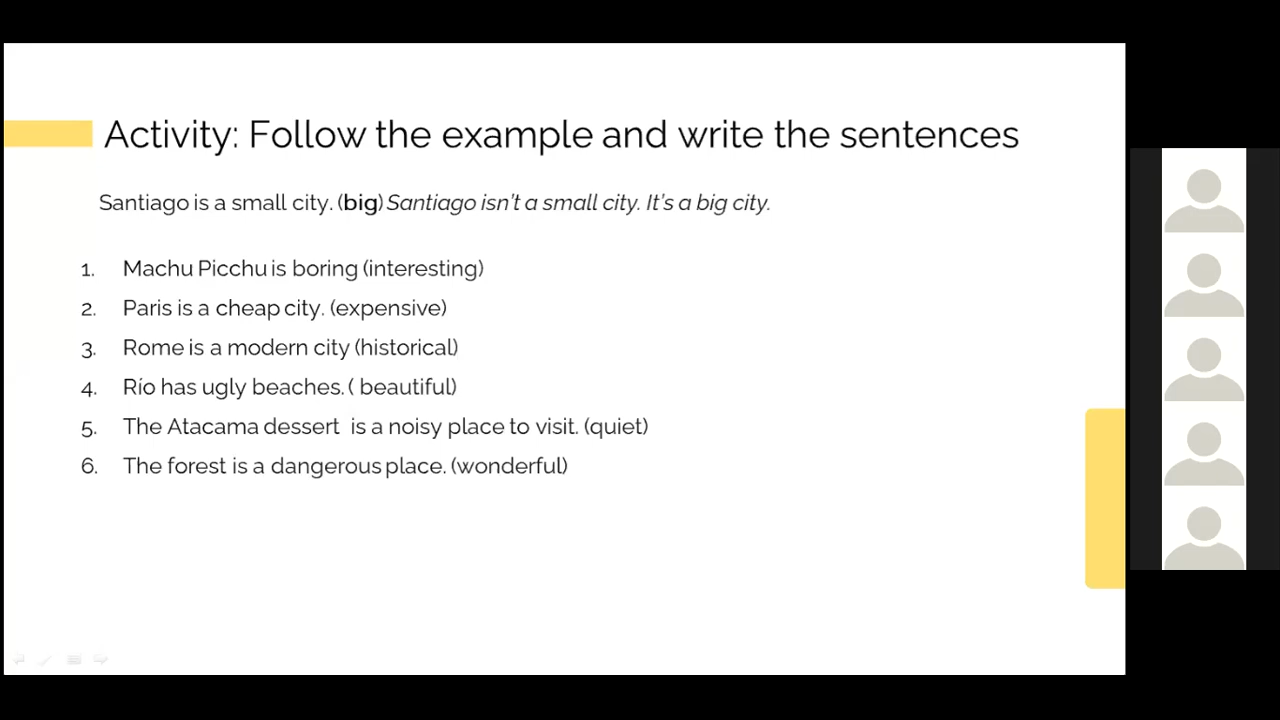 Activity: Follow the example and write the sentences
Santiago is a small city. (big) Santiago isn't a small city. It's a big city.
1. Machu Picchu is boring (interesting)
2. Paris is a cheap city. (expensive)
3. Rome is a modern city (historical)
4. Río has ugly beaches. ( beautiful)
5. The Atacama dessert is a noisy place to visit. (quiet)
6. The forest is a dangerous place. (wonderful)